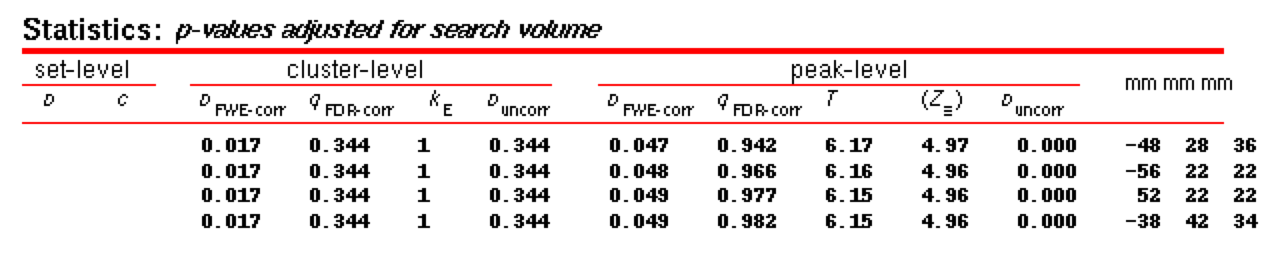 Statistics: p-values adjusted for search volume
set-level cluster-level peak-level mm mm mm
p c p FWE-corr q FDR-corr k E p uncorr p FWE-corr q FDR-corr T (Z≡) p uncorr
0.017 0.344 1 0.344 0.047 0.942 6.17 4.97 0.000 -48 28 36
0.017 0.344 1 0.344 0.048 0.966 6.16 4.96 0.000 -56 22 22
0.017 0.344 1 0.344 0.049 0.977 6.15 4.96 0.000 52 22 22
0.017 0.344 1 0.344 0.049 0.982 6.15 4.96 0.000 -38 42 34